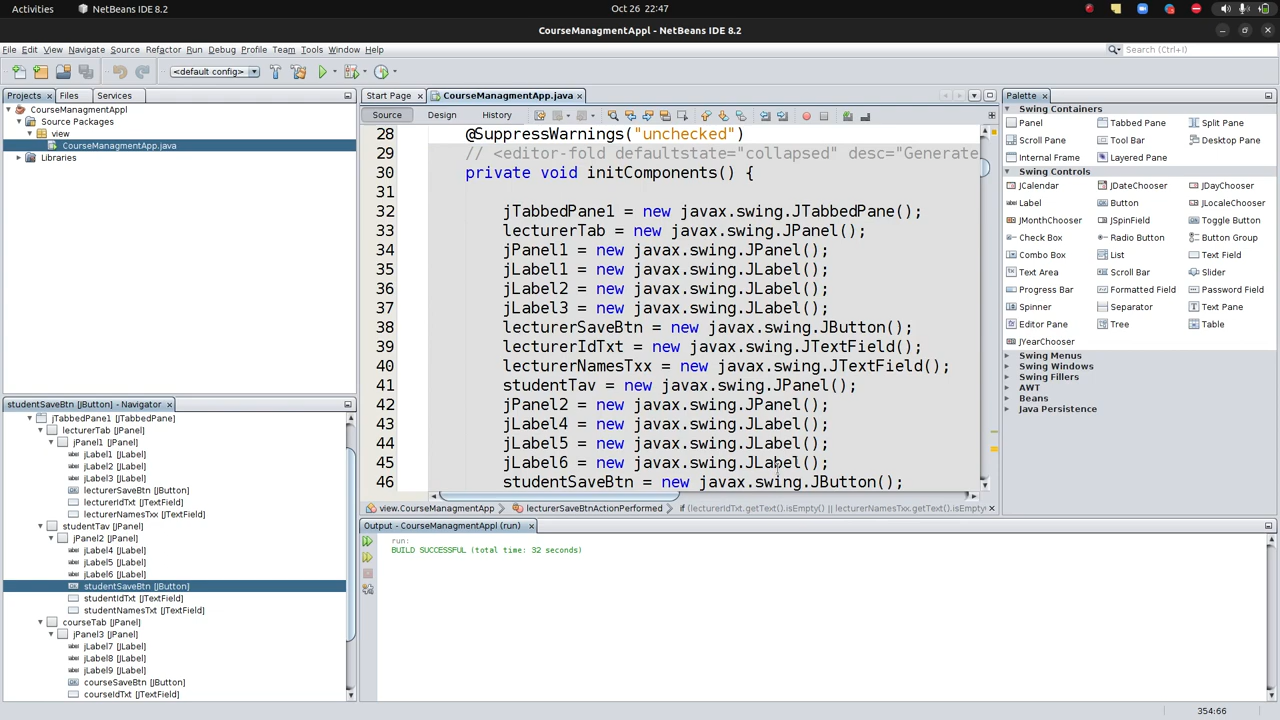 Activities NetBeans IDE 8.2 Oct 26 22:47
CourseManagmentAppl - NetBeans IDE 8.2
File Edit View Navigate Source Refactor Run Debug Profile Team Tools Window Help Search (Ctrl+I)
<default config>
Projects Files Services
CourseManagmentAppl
Source Packages
view
CourseManagmentApp.java
Libraries
studentSaveBtn [JButton] - Navigator
jTabbedPane1 [JTabbedPane]
lecturerTab [JPanel]
jPanel1 [JPanel]
jLabel1 [JLabel]
jLabel2 [JLabel]
jLabel3 [JLabel]
lecturerSaveBtn [JButton]
lecturerIdTxt [JTextField]
lecturerNamesTxx [JTextField]
studentTav [JPanel]
jPanel2 [JPanel]
jLabel4 [JLabel]
jLabel5 [JLabel]
jLabel6 [JLabel]
studentSaveBtn [JButton]
studentIdTxt [JTextField]
studentNamesTxt [JTextField]
courseTab [JPanel]
jPanel3 [JPanel]
jLabel7 [JLabel]
jLabel8 [JLabel]
jLabel9 [JLabel]
courseSaveBtn [JButton]
courseIdTxt [JTextField]
Start Page CourseManagmentApp.java
Source Design History
28 @SuppressWarnings("unchecked")
29 // <editor-fold defaultstate="collapsed" desc="Generate
30 private void initComponents() {
31
32 jTabbedPane1 = new javax.swing.JTabbedPane();
33 lecturerTab = new javax.swing.JPanel();
34 jPanel1 = new javax.swing.JPanel();
35 jLabel1 = new javax.swing.JLabel();
36 jLabel2 = new javax.swing.JLabel();
37 jLabel3 = new javax.swing.JLabel();
38 lecturerSaveBtn = new javax.swing.JButton();
39 lecturerIdTxt = new javax.swing.JTextField();
40 lecturerNamesTxx = new javax.swing.JTextField();
41 studentTav = new javax.swing.JPanel();
42 jPanel2 = new javax.swing.JPanel();
43 jLabel4 = new javax.swing.JLabel();
44 jLabel5 = new javax.swing.JLabel();
45 jLabel6 = new javax.swing.JLabel();
46 studentSaveBtn = new javax.swing.JButton();
view.CourseManagmentApp lecturerSaveBtnActionPerformed if (lecturerIdTxt.getText().isEmpty() || lecturerNamesTxx.getText().isEmpty
Output - CourseManagmentAppl (run)
run:
BUILD SUCCESSFUL (total time: 32 seconds)
Palette
Swing Containers
Panel Tabbed Pane Split Pane
Scroll Pane Tool Bar Desktop Pane
Internal Frame Layered Pane
Swing Controls
JCalendar JDateChooser JDayChooser
Label Button JLocaleChooser
JMonthChooser JSpinField Toggle Button
Check Box Radio Button Button Group
Combo Box List Text Field
Text Area Scroll Bar Slider
Progress Bar Formatted Field Password Field
Spinner Separator Text Pane
Editor Pane Tree Table
JYearChooser
Swing Menus
Swing Windows
Swing Fillers
AWT
Beans
Java Persistence
354:66